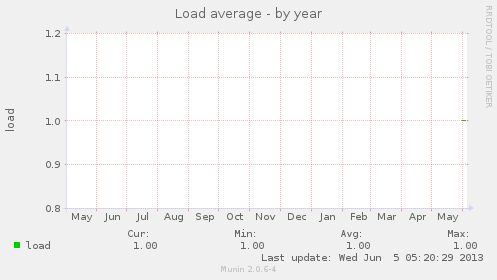 Load average - by year
RRDTOOL / TOBI OETIKER
load
1.2
1.1
1.0
0.9
0.8
May Jun Jul Aug Sep Oct Nov Dec Jan Feb Mar Apr May
Cur: Min: Avg: Max:
load 1.00 1.00 1.00 1.00
Last update: Wed Jun 5 05:20:29 2013
Munin 2.0.6-4